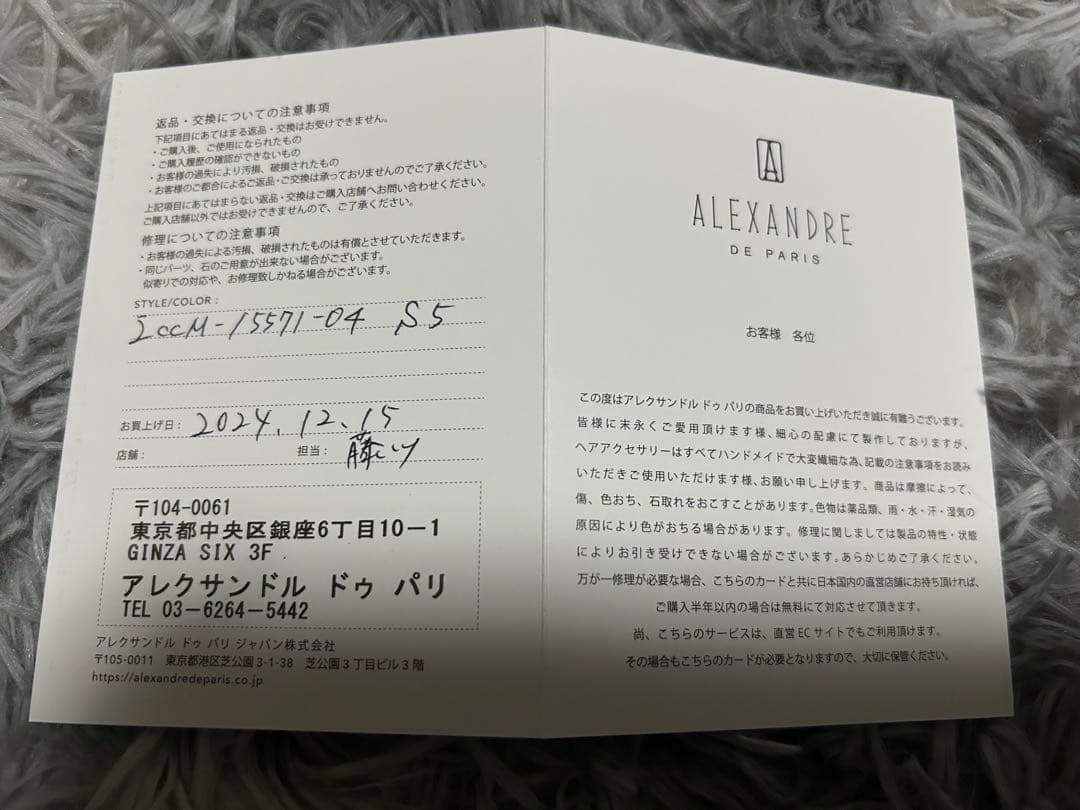 返品・交換についての注意事項
下記項目にあてはまる返品・交換はお受けできません。
・ご購入後、ご使用になられたもの
・ご購入履歴の確認ができないもの
・お客様の過失により汚損、破損されたもの
・お客様のご都合によるご返品・ご交換は承っておりませんのでご了承ください。
上記項目にあてはまらない返品・交換はご購入店舗へお問い合わせください。
ご購入店舗以外ではお受けできませんので、ご了承ください。
修理についての注意事項
・お客様の過失による汚損、破損されたものは有償とさせていただきます。
・同じパーツ、石のご用意が出来ない場合がございます。
似寄りでの対応や、お修理致しかねる場合がございます。
STYLE/COLOR：
IccM-15571-04 S5
お買上げ日： 2024.12.15
店舗： 担当：
〒104-0061
東京都中央区銀座6丁目10−1
GINZA SIX 3F
アレクサンドル ドゥ パリ
TEL 03−6264−5442
アレクサンドル ドゥ パリ ジャパン株式会社
〒105-0011 東京都港区芝公園 3-1-38 芝公園 3 丁目ビル 3 階
https://alexandredeparis.co.jp
A
ALEXANDRE
DE PARIS
お客様 各位
この度はアレクサンドル ドゥ パリの商品をお買い上げいただき誠に有難うございます。
皆様に末永くご愛用頂けます様、細心の配慮にて製作しておりますが、
ヘアアクセサリーはすべてハンドメイドで大変繊細な為、記載の注意事項をお読み
いただきご使用いただけます様、お願い申し上げます。商品は摩擦によって、
傷、色おち、石取れをおこすことがあります。色物は薬品類、雨・水・汗・湿気の
原因により色がおちる場合があります。修理に関しましては製品の特性・状態
によりお引き受けできない場合がございます。あらかじめご了承ください。
万が一修理が必要な場合、こちらのカードと共に日本国内の直営店舗にお持ち頂ければ、
ご購入半年以内の場合は無料にて対応させて頂きます。
尚、こちらのサービスは、直営 EC サイトでもご利用頂けます。
その場合もこちらのカードが必要となりますので、大切に保管ください。